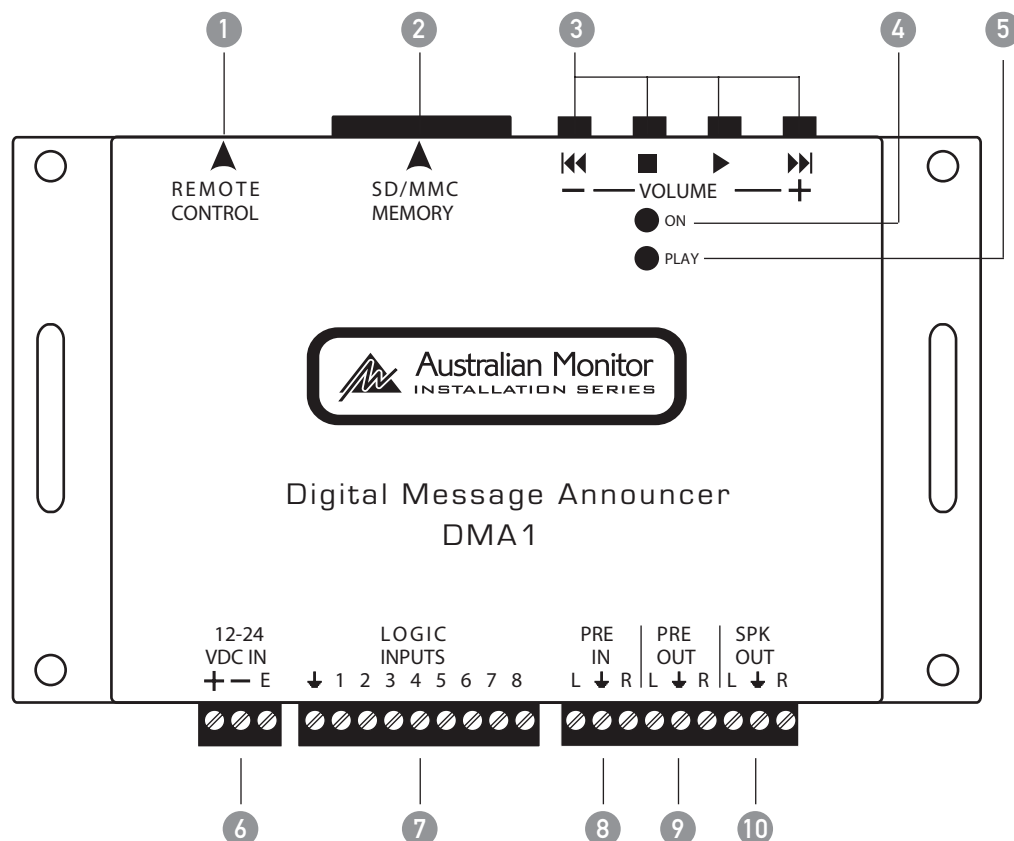 1 2 3 4 5
REMOTE CONTROL
SD/MMC MEMORY
− VOLUME +
ON
PLAY
Australian Monitor
INSTALLATION SERIES
Digital Message Announcer
DMA1
12-24
VDC IN
+ − E
LOGIC
INPUTS
1 2 3 4 5 6 7 8
PRE
IN
L R
PRE
OUT
L R
SPK
OUT
L R
6 7 8 9 10